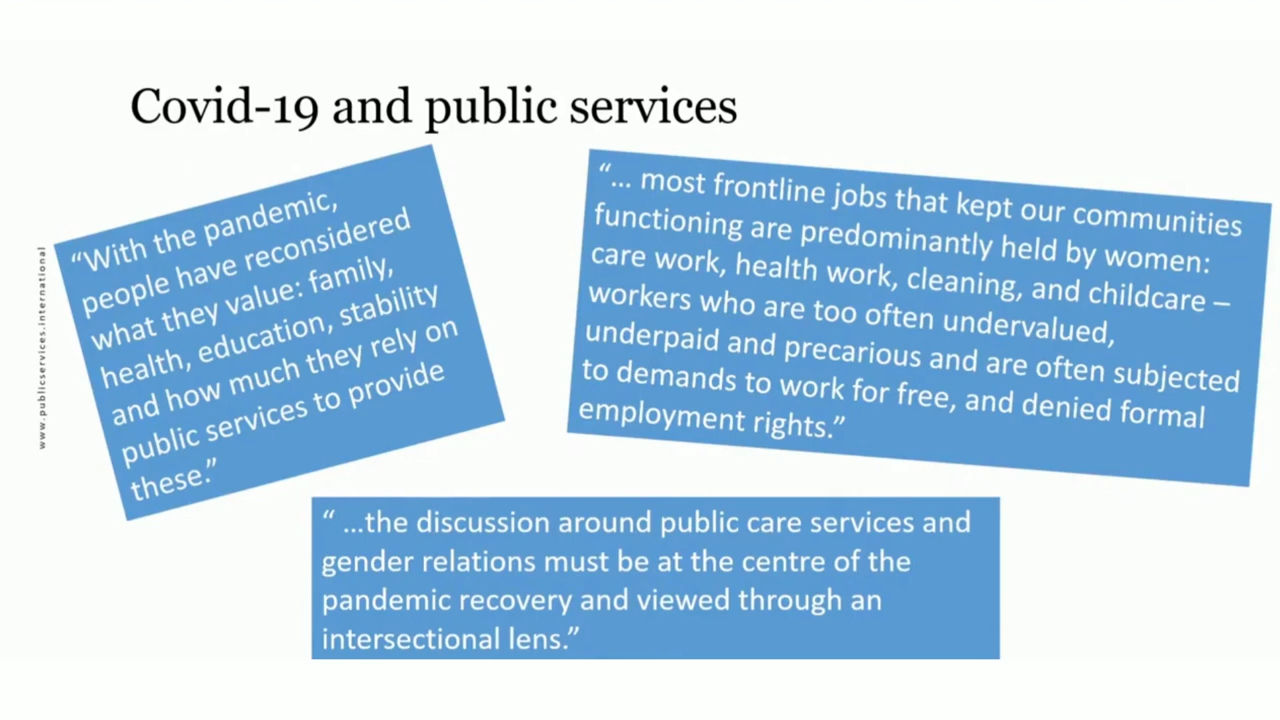 Covid-19 and public services
“With the pandemic,
people have reconsidered
what they value: family,
health, education, stability
and how much they rely on
public services to provide
these.”
“... most frontline jobs that kept our communities
functioning are predominantly held by women:
care work, health work, cleaning, and childcare –
workers who are too often undervalued,
underpaid and precarious and are often subjected
to demands to work for free, and denied formal
employment rights.”
“ ...the discussion around public care services and
gender relations must be at the centre of the
pandemic recovery and viewed through an
intersectional lens.”
www.publicservices.international